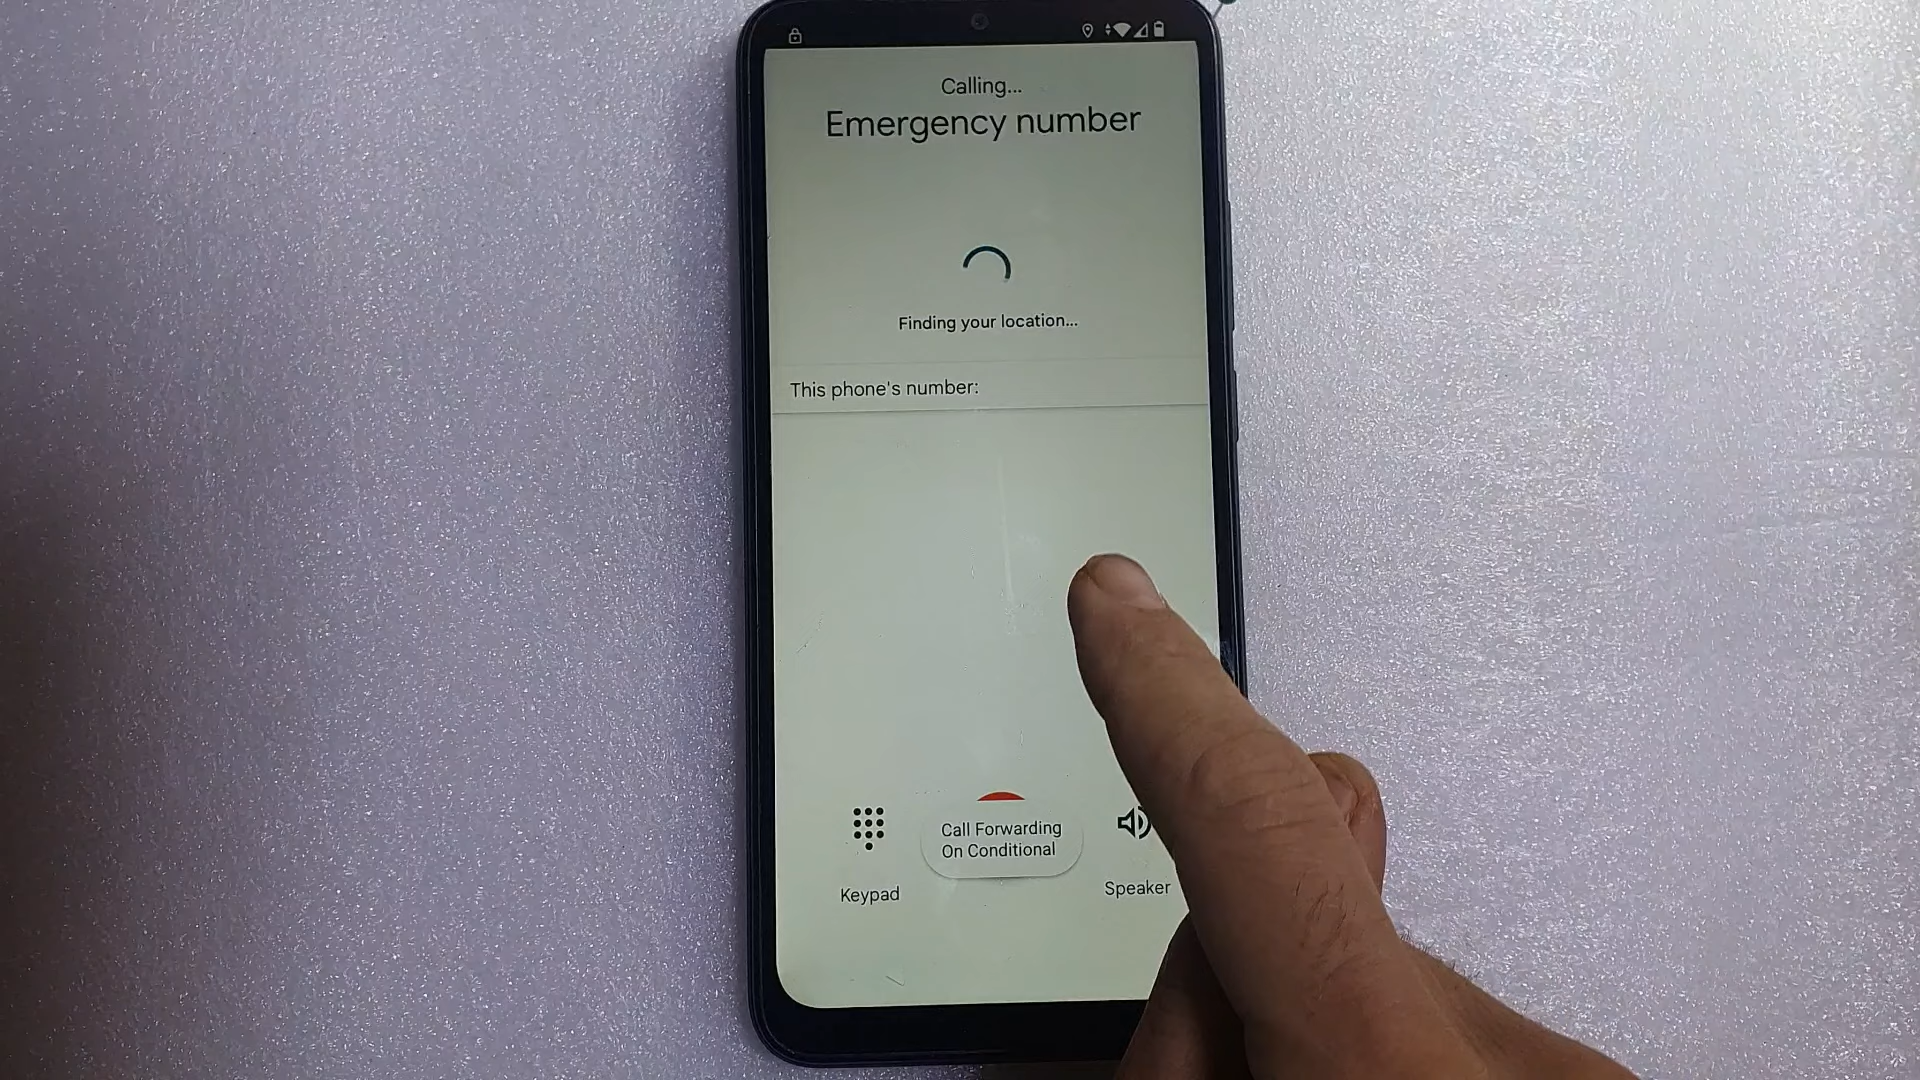 Calling...
Emergency number
Finding your location...
This phone's number:
Call Forwarding
On Conditional
Keypad
Speaker